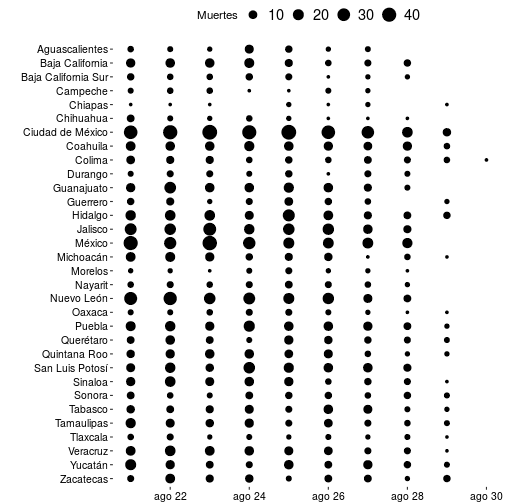 Muertes 10 20 30 40
Aguascalientes
Baja California
Baja California Sur
Campeche
Chiapas
Chihuahua
Ciudad de México
Coahuila
Colima
Durango
Guanajuato
Guerrero
Hidalgo
Jalisco
México
Michoacán
Morelos
Nayarit
Nuevo León
Oaxaca
Puebla
Querétaro
Quintana Roo
San Luis Potosí
Sinaloa
Sonora
Tabasco
Tamaulipas
Tlaxcala
Veracruz
Yucatán
Zacatecas
ago 22 ago 24 ago 26 ago 28 ago 30